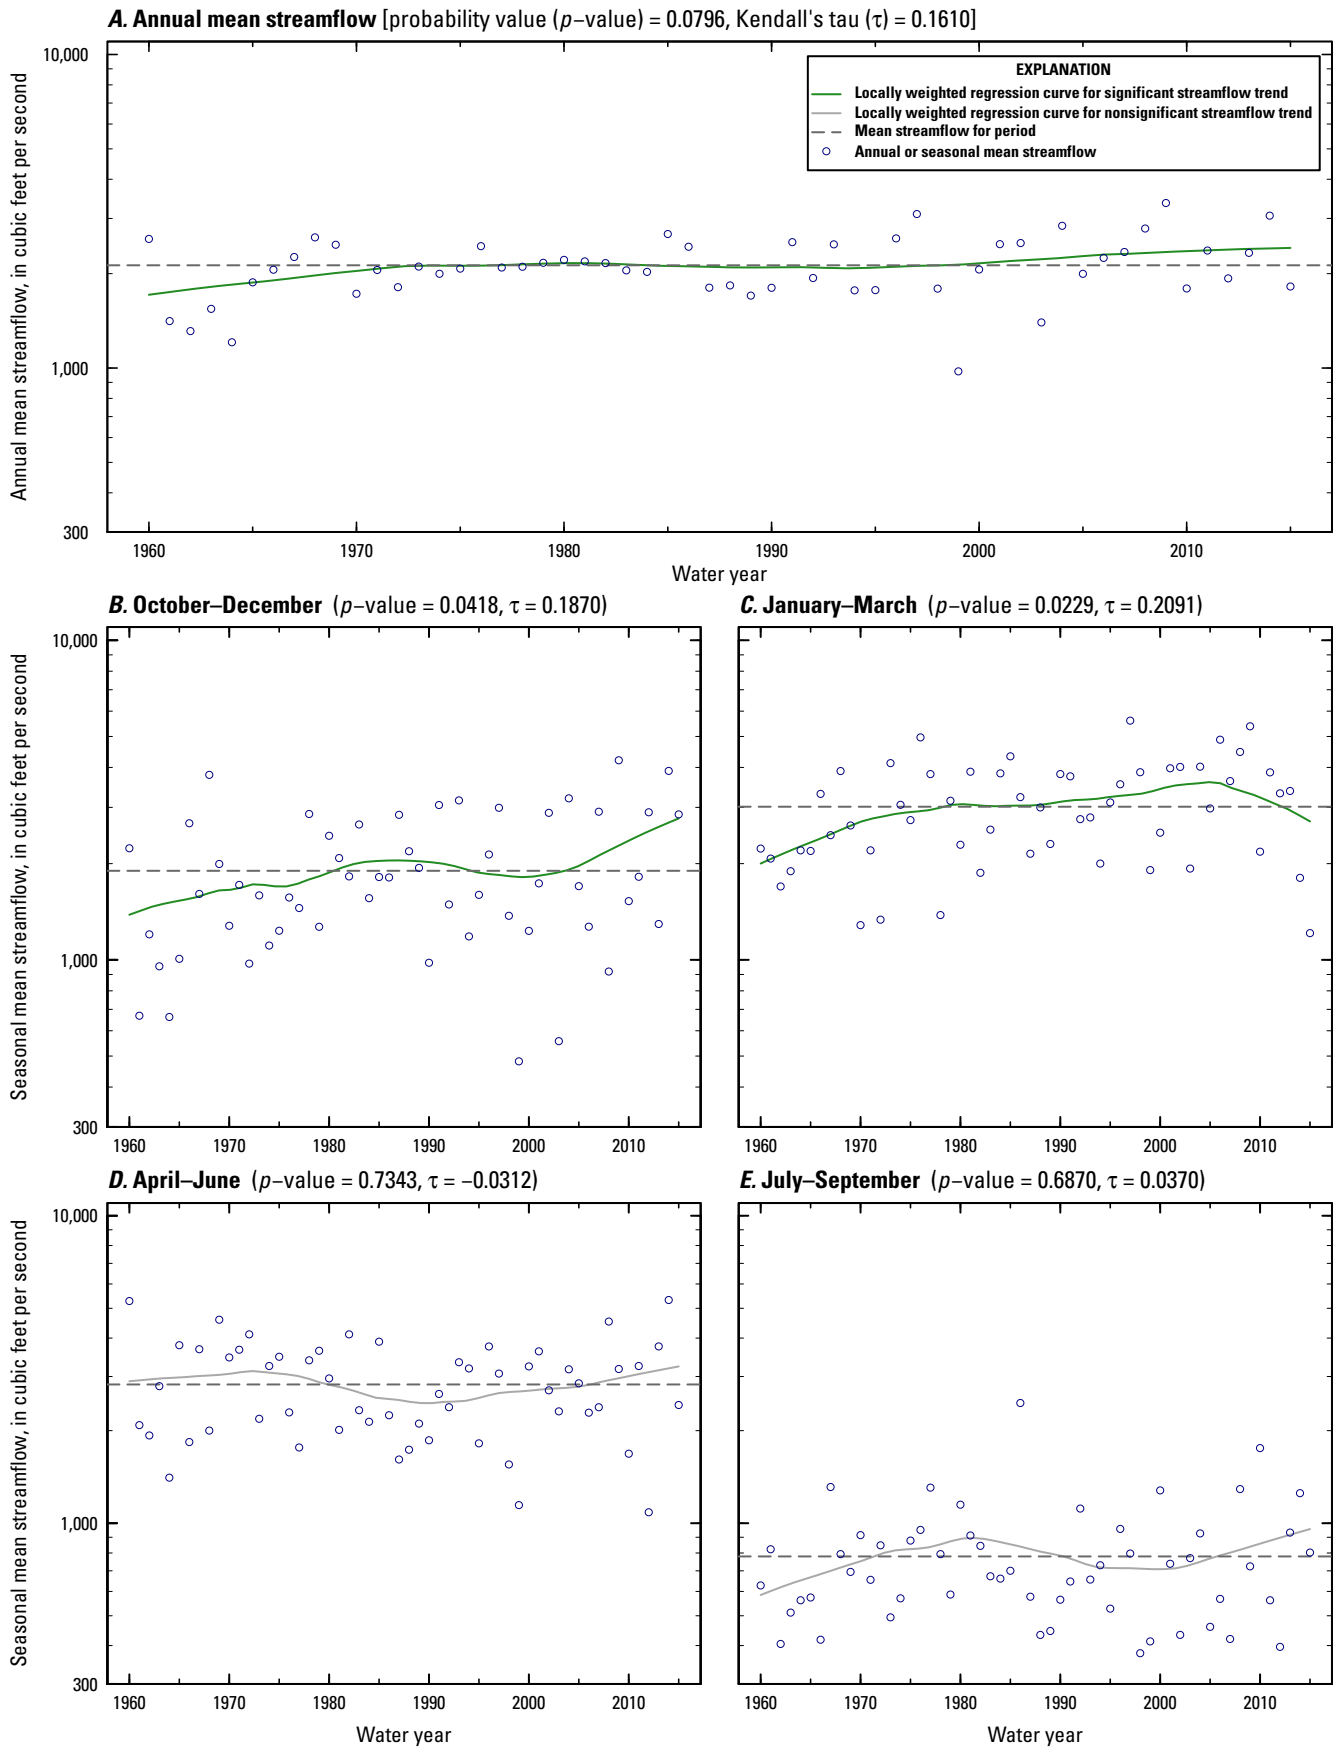 A. Annual mean streamflow [probability value (p–value) = 0.0796, Kendall's tau (τ) = 0.1610]
Annual mean streamflow, in cubic feet per second
10,000
1,000
300
EXPLANATION
Locally weighted regression curve for significant streamflow trend
Locally weighted regression curve for nonsignificant streamflow trend
Mean streamflow for period
Annual or seasonal mean streamflow
1960 1970 1980 1990 2000 2010
Water year
B. October–December (p–value = 0.0418, τ = 0.1870)
Seasonal mean streamflow, in cubic feet per second
10,000
1,000
300
1960 1970 1980 1990 2000 2010
C. January–March (p–value = 0.0229, τ = 0.2091)
1960 1970 1980 1990 2000 2010
D. April–June (p–value = 0.7343, τ = –0.0312)
Seasonal mean streamflow, in cubic feet per second
10,000
1,000
300
1960 1970 1980 1990 2000 2010
Water year
E. July–September (p–value = 0.6870, τ = 0.0370)
1960 1970 1980 1990 2000 2010
Water year